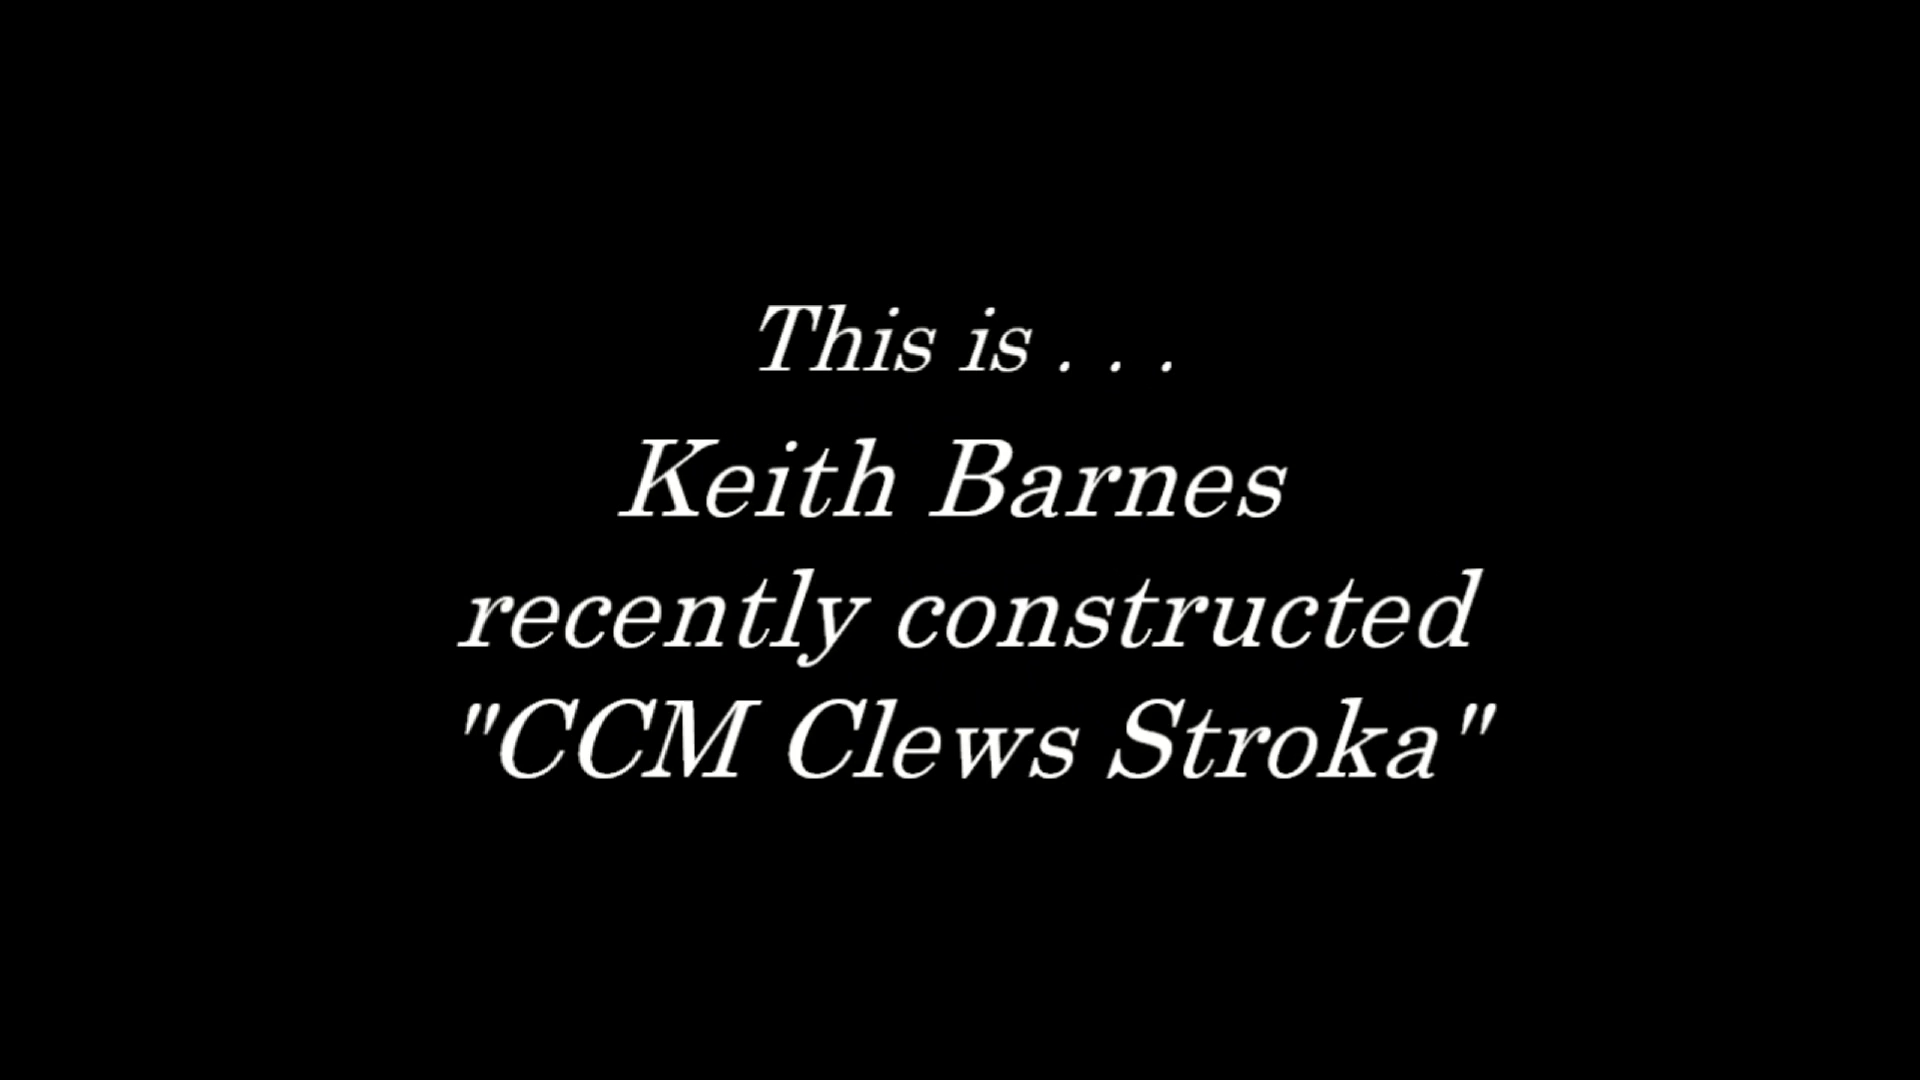 This is . . .
Keith Barnes
recently constructed
"CCM Clews Stroka"